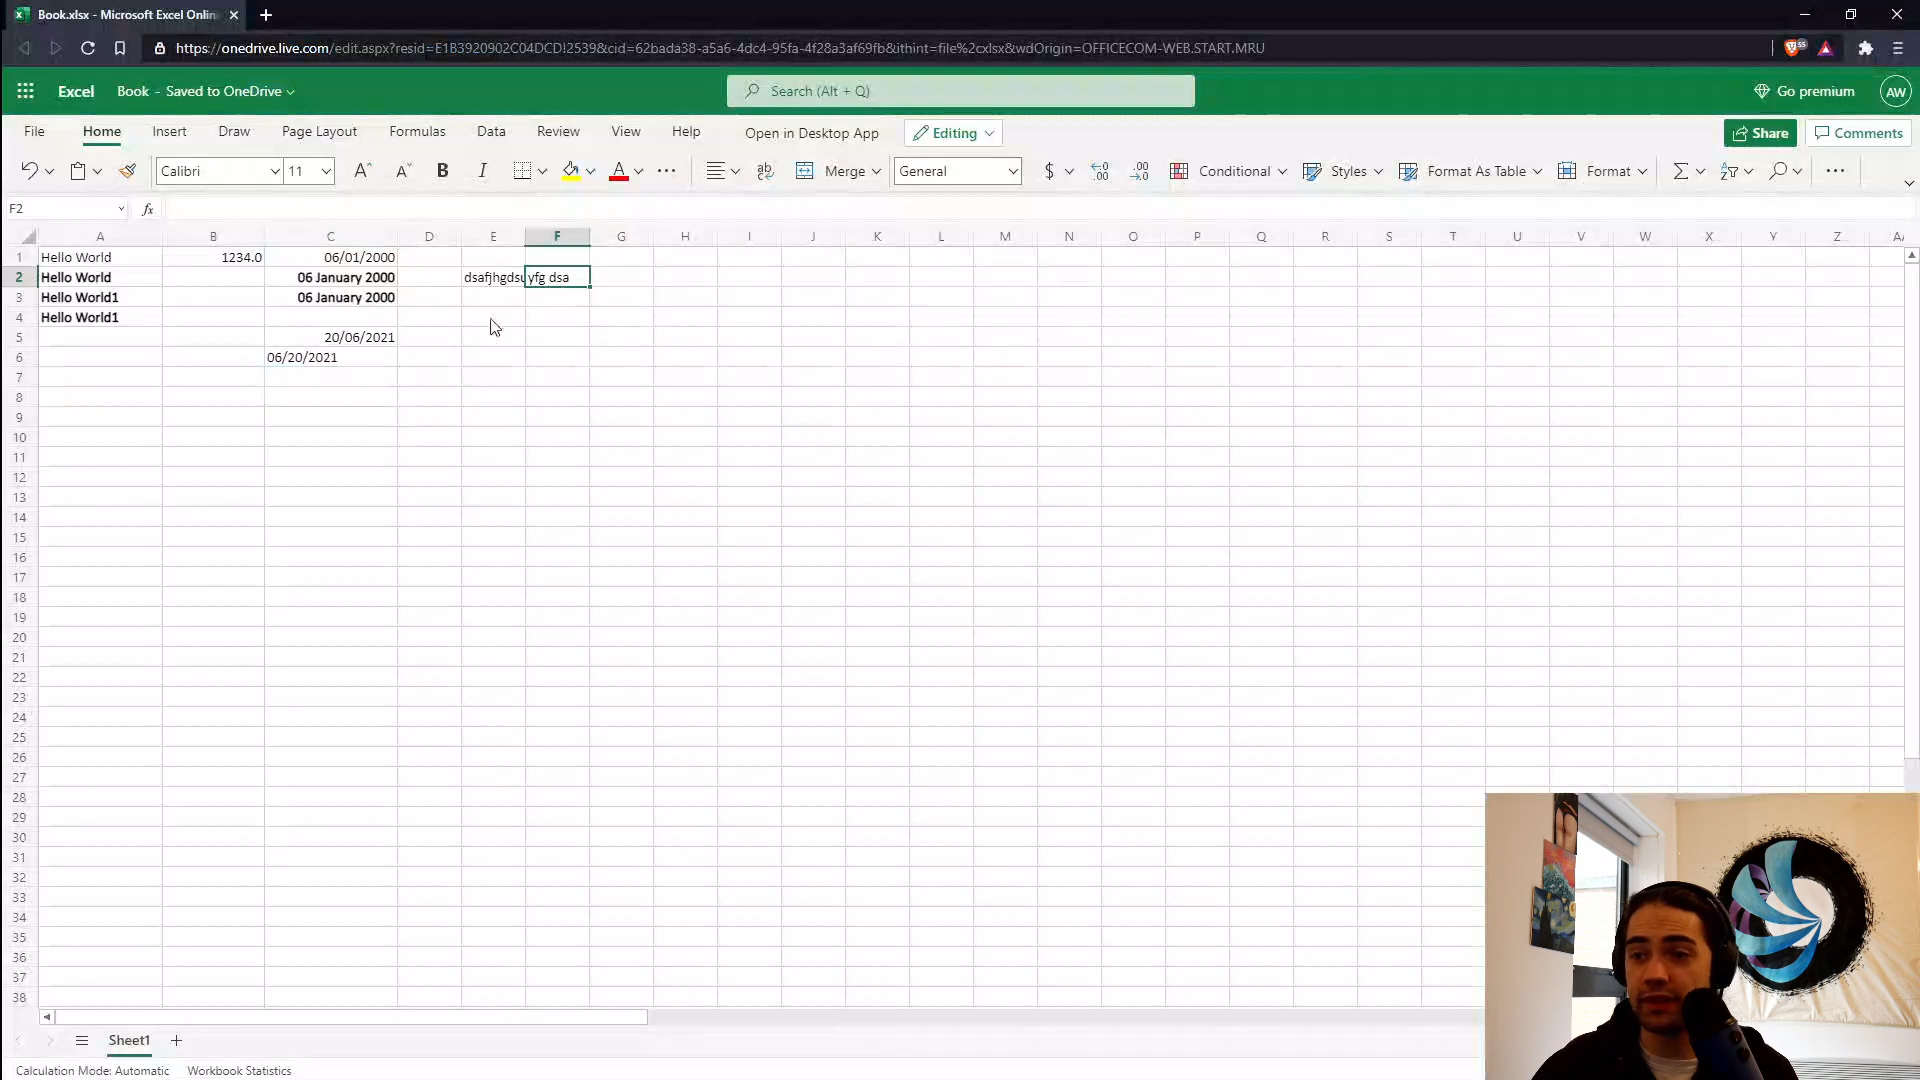 Book.xlsx - Microsoft Excel Onlin
https://onedrive.live.com/edit.aspx?resid=E1B3920902C04DCD!2539&cid=62bada38-a5a6-4dc4-95fa-4f28a3af69fb&ithint=file%2cxlsx&wdOrigin=OFFICECOM-WEB.START.MRU
55
Excel Book - Saved to OneDrive Search (Alt + Q) Go premium AW
File Home Insert Draw Page Layout Formulas Data Review View Help Open in Desktop App Editing Share Comments
Calibri 11 A A B I A ab Merge General $ .00 .00 Conditional Styles Format As Table Format
F2 fx
A B C D E F G H I J K L M N O P Q R S T U V W X Y Z A
1 Hello World 1234.0 06/01/2000
2 Hello World 06 January 2000 dsafjhgdsu yfg dsa
3 Hello World1 06 January 2000
4 Hello World1
5 20/06/2021
6 06/20/2021
7
8
9
10
11
12
13
14
15
16
17
18
19
20
21
22
23
24
25
26
27
28
29
30
31
32
33
34
35
36
37
38
Sheet1
Calculation Mode: Automatic Workbook Statistics